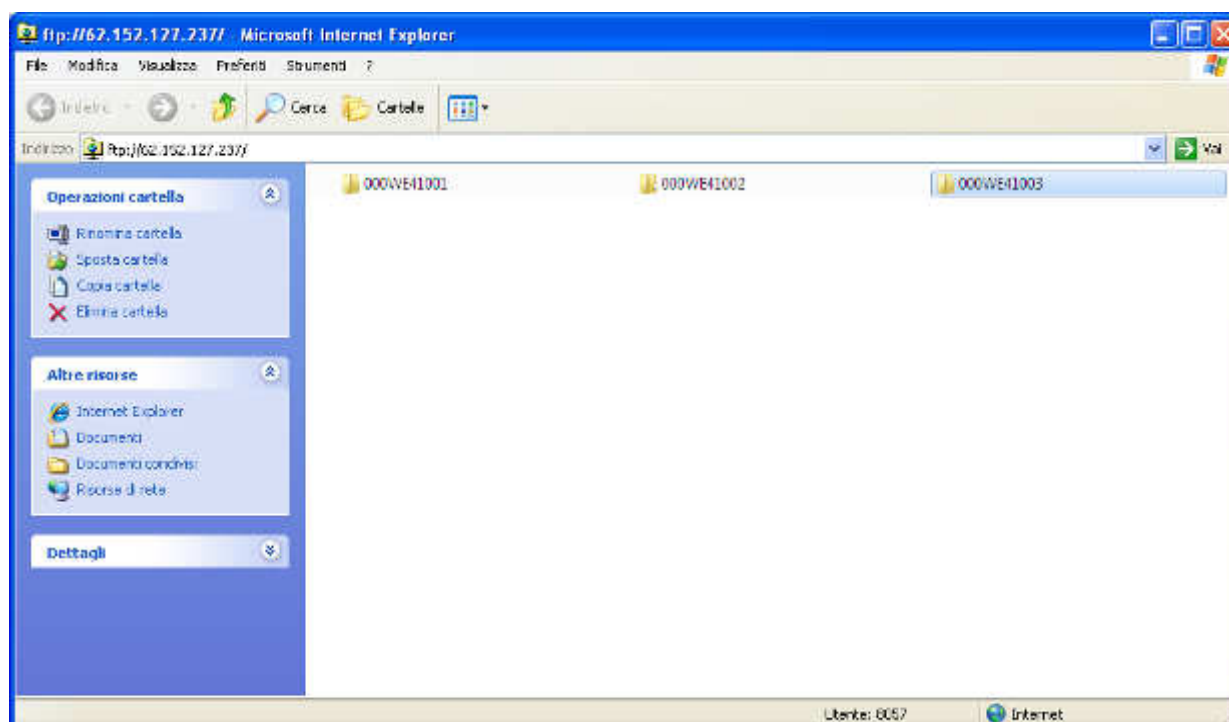 ftp://62.152.127.237/ Microsoft Internet Explorer
File Modifica Visualizza Preferiti Strumenti ?
Indietro Cerca Cartelle
Indirizzo ftp://62.152.127.237/ Vai
Operazioni cartella
Rinomina cartella
Sposta cartella
Copia cartella
Elimina cartella
Altre risorse
Internet Explorer
Documenti
Documenti condivisi
Risorse di rete
Dettagli
000WE41001 000WE41002 000WE41003
Utente: 8057 Internet